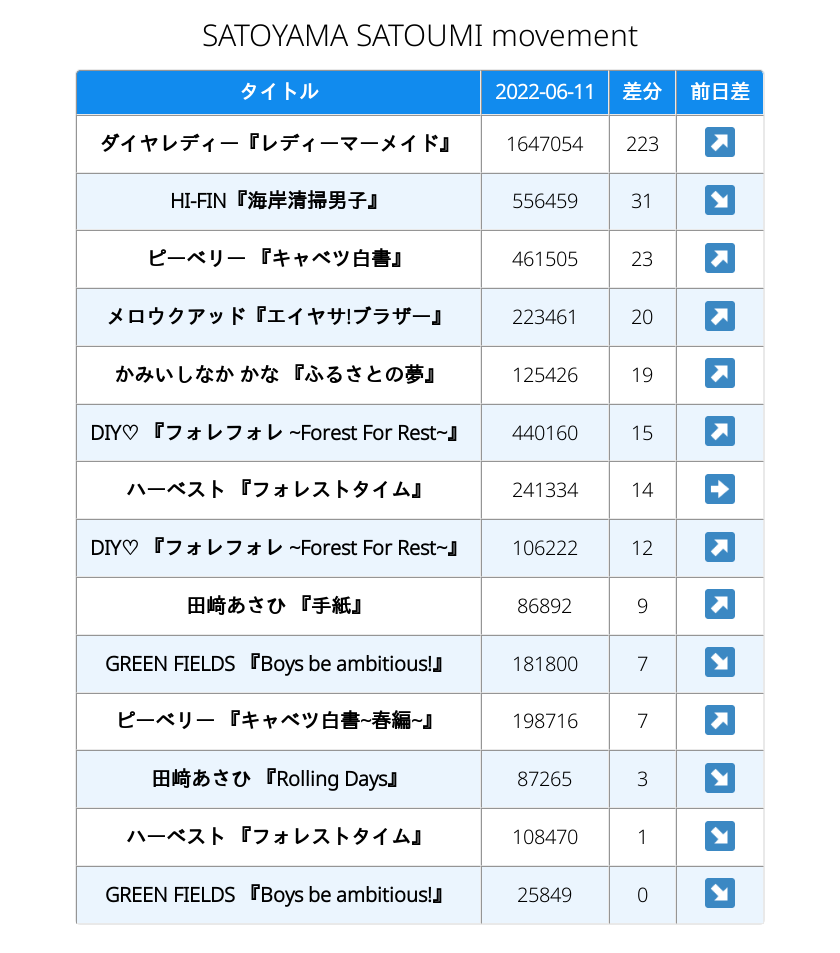 SATOYAMA SATOUMI movement
タイトル 2022-06-11 差分 前日差
ダイヤレディー『レディーマーメイド』 1647054 223 ↗
HI-FIN『海岸清掃男子』 556459 31 ↘
ピーベリー 『キャベツ白書』 461505 23 ↗
メロウクアッド『エイヤサ!ブラザー』 223461 20 ↗
かみいしなか かな 『ふるさとの夢』 125426 19 ↗
DIY♡ 『フォレフォレ ~Forest For Rest~』 440160 15 ↗
ハーベスト 『フォレストタイム』 241334 14 ➡
DIY♡ 『フォレフォレ ~Forest For Rest~』 106222 12 ↗
田﨑あさひ 『手紙』 86892 9 ↗
GREEN FIELDS 『Boys be ambitious!』 181800 7 ↘
ピーベリー 『キャベツ白書~春編~』 198716 7 ↗
田﨑あさひ 『Rolling Days』 87265 3 ↘
ハーベスト 『フォレストタイム』 108470 1 ↘
GREEN FIELDS 『Boys be ambitious!』 25849 0 ↘